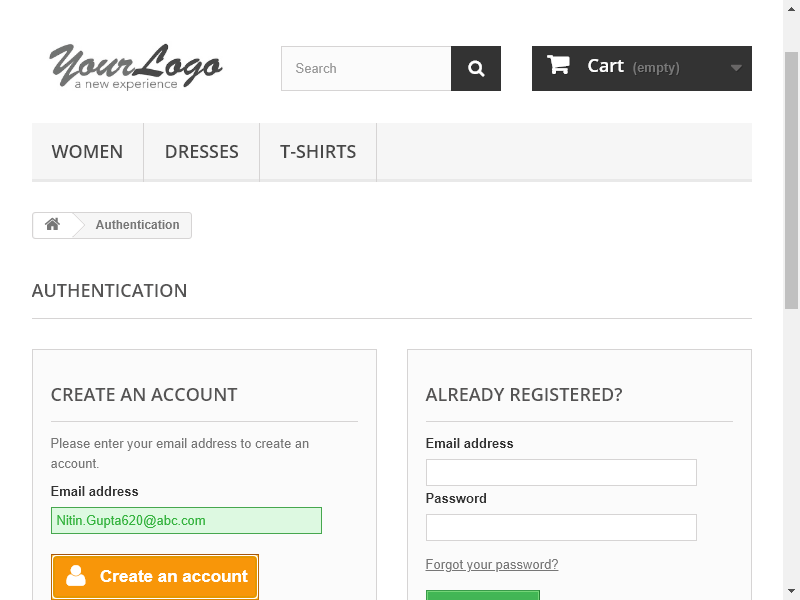 YourLogo
a new experience
Search
Cart (empty)
WOMEN DRESSES T-SHIRTS
Authentication
AUTHENTICATION
CREATE AN ACCOUNT
Please enter your email address to create an
account.
Email address
Nitin.Gupta620@abc.com
Create an account
ALREADY REGISTERED?
Email address
Password
Forgot your password?